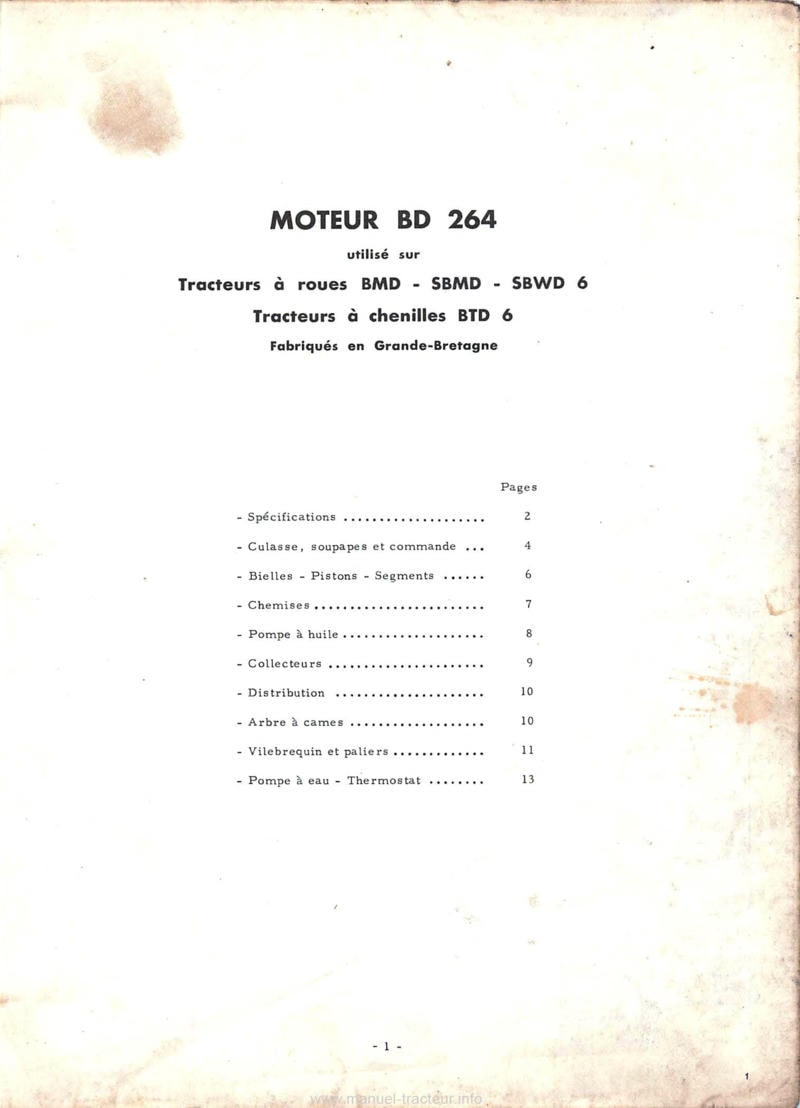 MOTEUR BD 264
utilisé sur
Tracteurs à roues BMD - SBMD - SBWD 6
Tracteurs à chenilles BTD 6
Fabriqués en Grande-Bretagne
Pages
- Spécifications .................... 2
- Culasse, soupapes et commande ... 4
- Bielles - Pistons - Segments ...... 6
- Chemises ........................ 7
- Pompe à huile .................... 8
- Collecteurs ...................... 9
- Distribution ..................... 10
- Arbre à cames ................... 10
- Vilebrequin et paliers ............. 11
- Pompe à eau - Thermostat ........ 13
- 1 -
1
www.manuel-tracteur.info